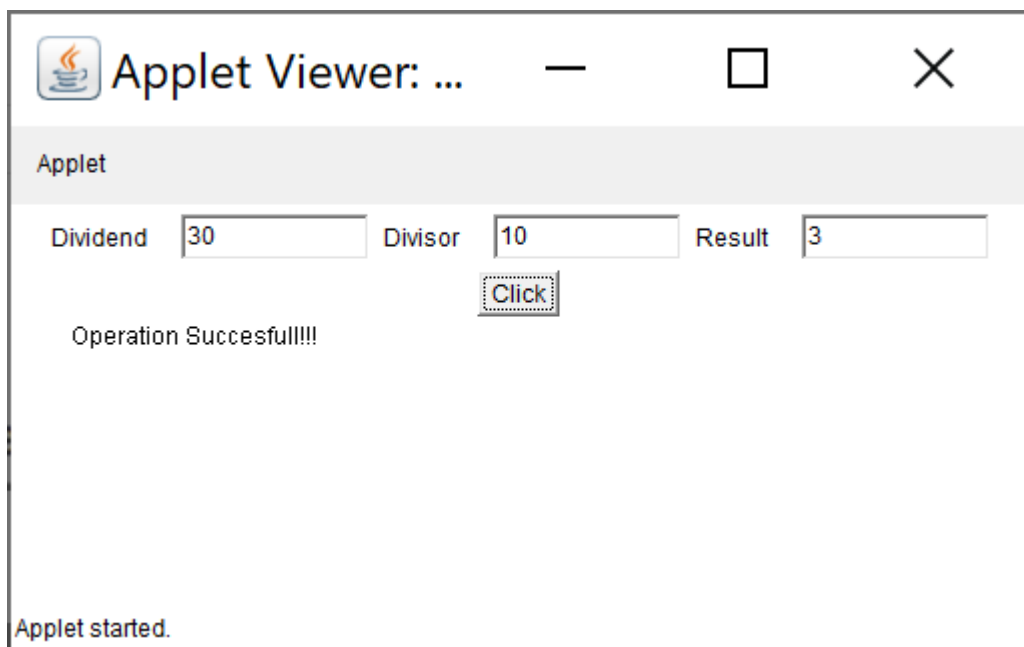 Applet Viewer: ...
Applet
Dividend 30 Divisor 10 Result 3
Click
Operation Succesfull!!!
Applet started.